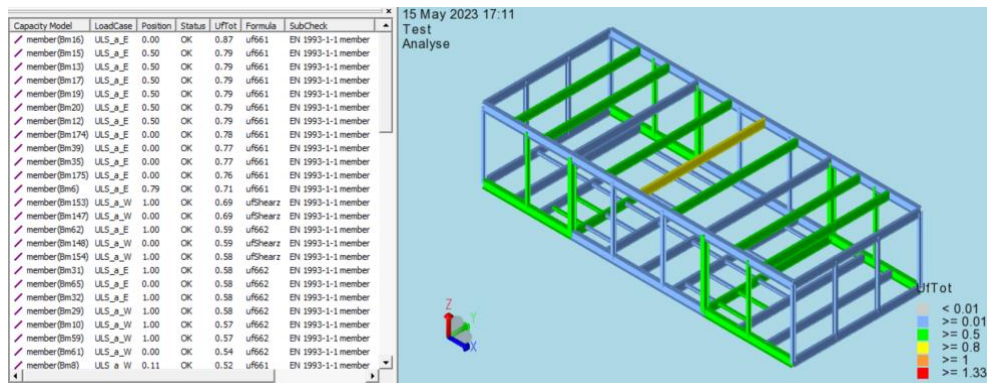 Capacity Model LoadCase Position Status UfTot Formula SubCheck
member(Bm16) ULS_a_E 0.00 OK 0.87 uf661 EN 1993-1-1 member
member(Bm15) ULS_a_E 0.50 OK 0.79 uf661 EN 1993-1-1 member
member(Bm13) ULS_a_E 0.50 OK 0.79 uf661 EN 1993-1-1 member
member(Bm17) ULS_a_E 0.50 OK 0.79 uf661 EN 1993-1-1 member
member(Bm19) ULS_a_E 0.50 OK 0.79 uf661 EN 1993-1-1 member
member(Bm20) ULS_a_E 0.50 OK 0.79 uf661 EN 1993-1-1 member
member(Bm12) ULS_a_E 0.50 OK 0.79 uf661 EN 1993-1-1 member
member(Bm174) ULS_a_E 0.00 OK 0.78 uf661 EN 1993-1-1 member
member(Bm39) ULS_a_E 0.00 OK 0.77 uf661 EN 1993-1-1 member
member(Bm35) ULS_a_E 0.00 OK 0.77 uf661 EN 1993-1-1 member
member(Bm175) ULS_a_E 0.00 OK 0.76 uf661 EN 1993-1-1 member
member(Bm6) ULS_a_E 0.79 OK 0.71 uf661 EN 1993-1-1 member
member(Bm153) ULS_a_W 1.00 OK 0.69 ufShearz EN 1993-1-1 member
member(Bm147) ULS_a_W 0.00 OK 0.69 ufShearz EN 1993-1-1 member
member(Bm62) ULS_a_E 1.00 OK 0.59 uf662 EN 1993-1-1 member
member(Bm148) ULS_a_W 0.00 OK 0.59 ufShearz EN 1993-1-1 member
member(Bm154) ULS_a_W 1.00 OK 0.58 ufShearz EN 1993-1-1 member
member(Bm31) ULS_a_E 1.00 OK 0.58 uf662 EN 1993-1-1 member
member(Bm65) ULS_a_E 0.00 OK 0.58 uf662 EN 1993-1-1 member
member(Bm32) ULS_a_E 1.00 OK 0.58 uf662 EN 1993-1-1 member
member(Bm29) ULS_a_W 1.00 OK 0.58 uf662 EN 1993-1-1 member
member(Bm10) ULS_a_W 1.00 OK 0.57 uf662 EN 1993-1-1 member
member(Bm59) ULS_a_W 1.00 OK 0.57 uf662 EN 1993-1-1 member
member(Bm61) ULS_a_W 0.00 OK 0.54 uf662 EN 1993-1-1 member
member(Bm8) ULS_a_W 0.11 OK 0.52 uf661 EN 1993-1-1 member
15 May 2023 17:11
Test
Analyse
Z
Y
X
UfTot
< 0.01
>= 0.01
>= 0.5
>= 0.8
>= 1
>= 1.33